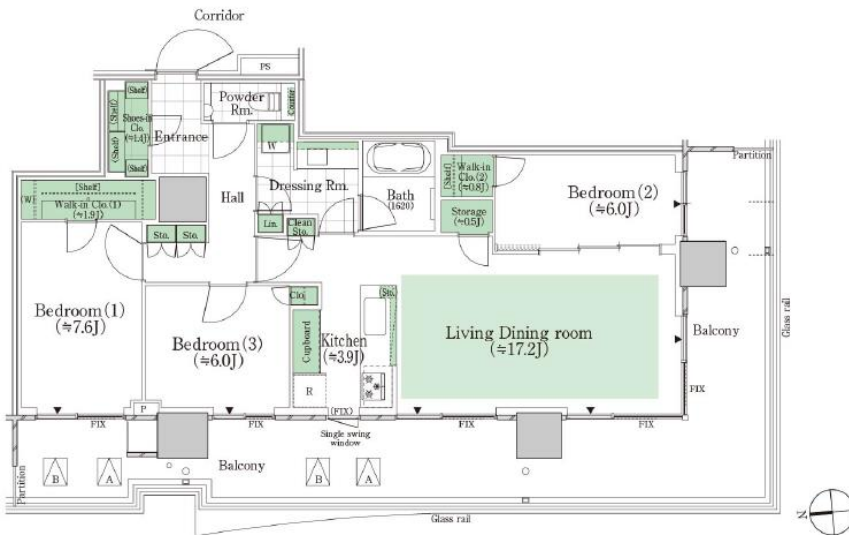 Corridor
PS
(Shelf)
(Shelf)
Shoes-in
Clo.
(≒1.4J)
(Shelf)
(Shelf)
Entrance
Powder
Rm.
Counter
W
Dressing Rm.
Bath
(1620)
[Shelf]
Walk-in
Clo.(2)
(≒0.8J)
Storage
(≒0.5J)
Bedroom(2)
(≒6.0J)
Partition
[Shelf]
(W)
Walk-in Clo.(1)
(≒1.9J)
Hall
Sto.
Sto.
Lin.
Clean
Sto.
Bedroom(1)
(≒7.6J)
Bedroom(3)
(≒6.0J)
Clo.
Cupboard
R
(Sto.)
Kitchen
(≒3.9J)
Living Dining room
(≒17.2J)
Balcony
Glass rail
FIX
P
FIX
FIX
(FIX)
Single swing
window
FIX
FIX
Partition
B
A
Balcony
B
A
Glass rail
N